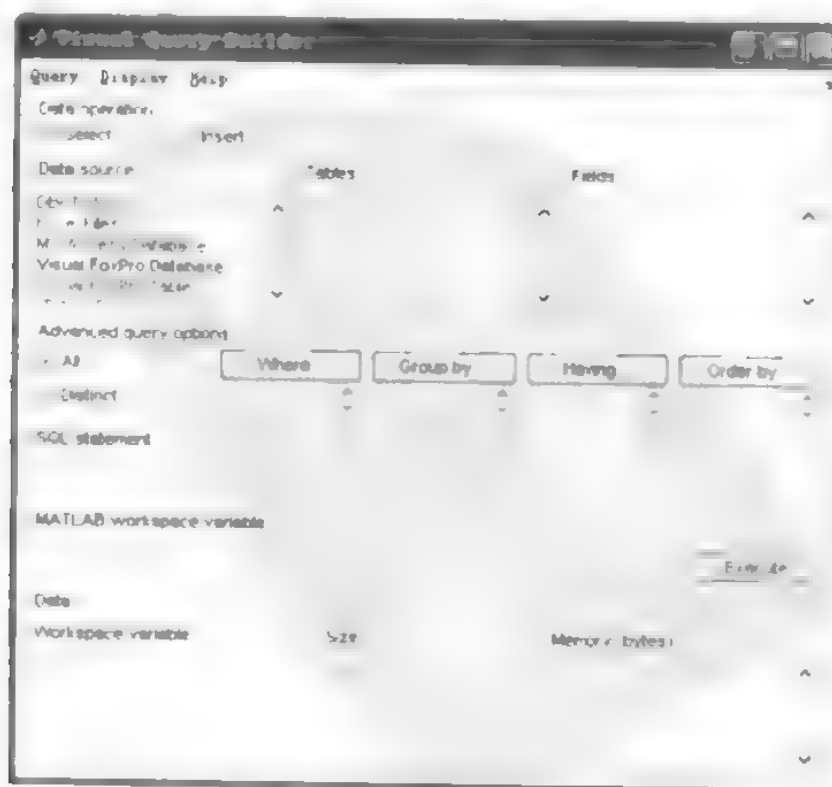 Visual Query Builder
Query Display Help
Data operation
Select Insert
Data source Tables Fields
Visual FoxPro Database
Advanced query options
All Where Group by Having Order by
Distinct
SQL statement
MATLAB workspace variable
Execute
Data
Workspace variable Size Memory (bytes)